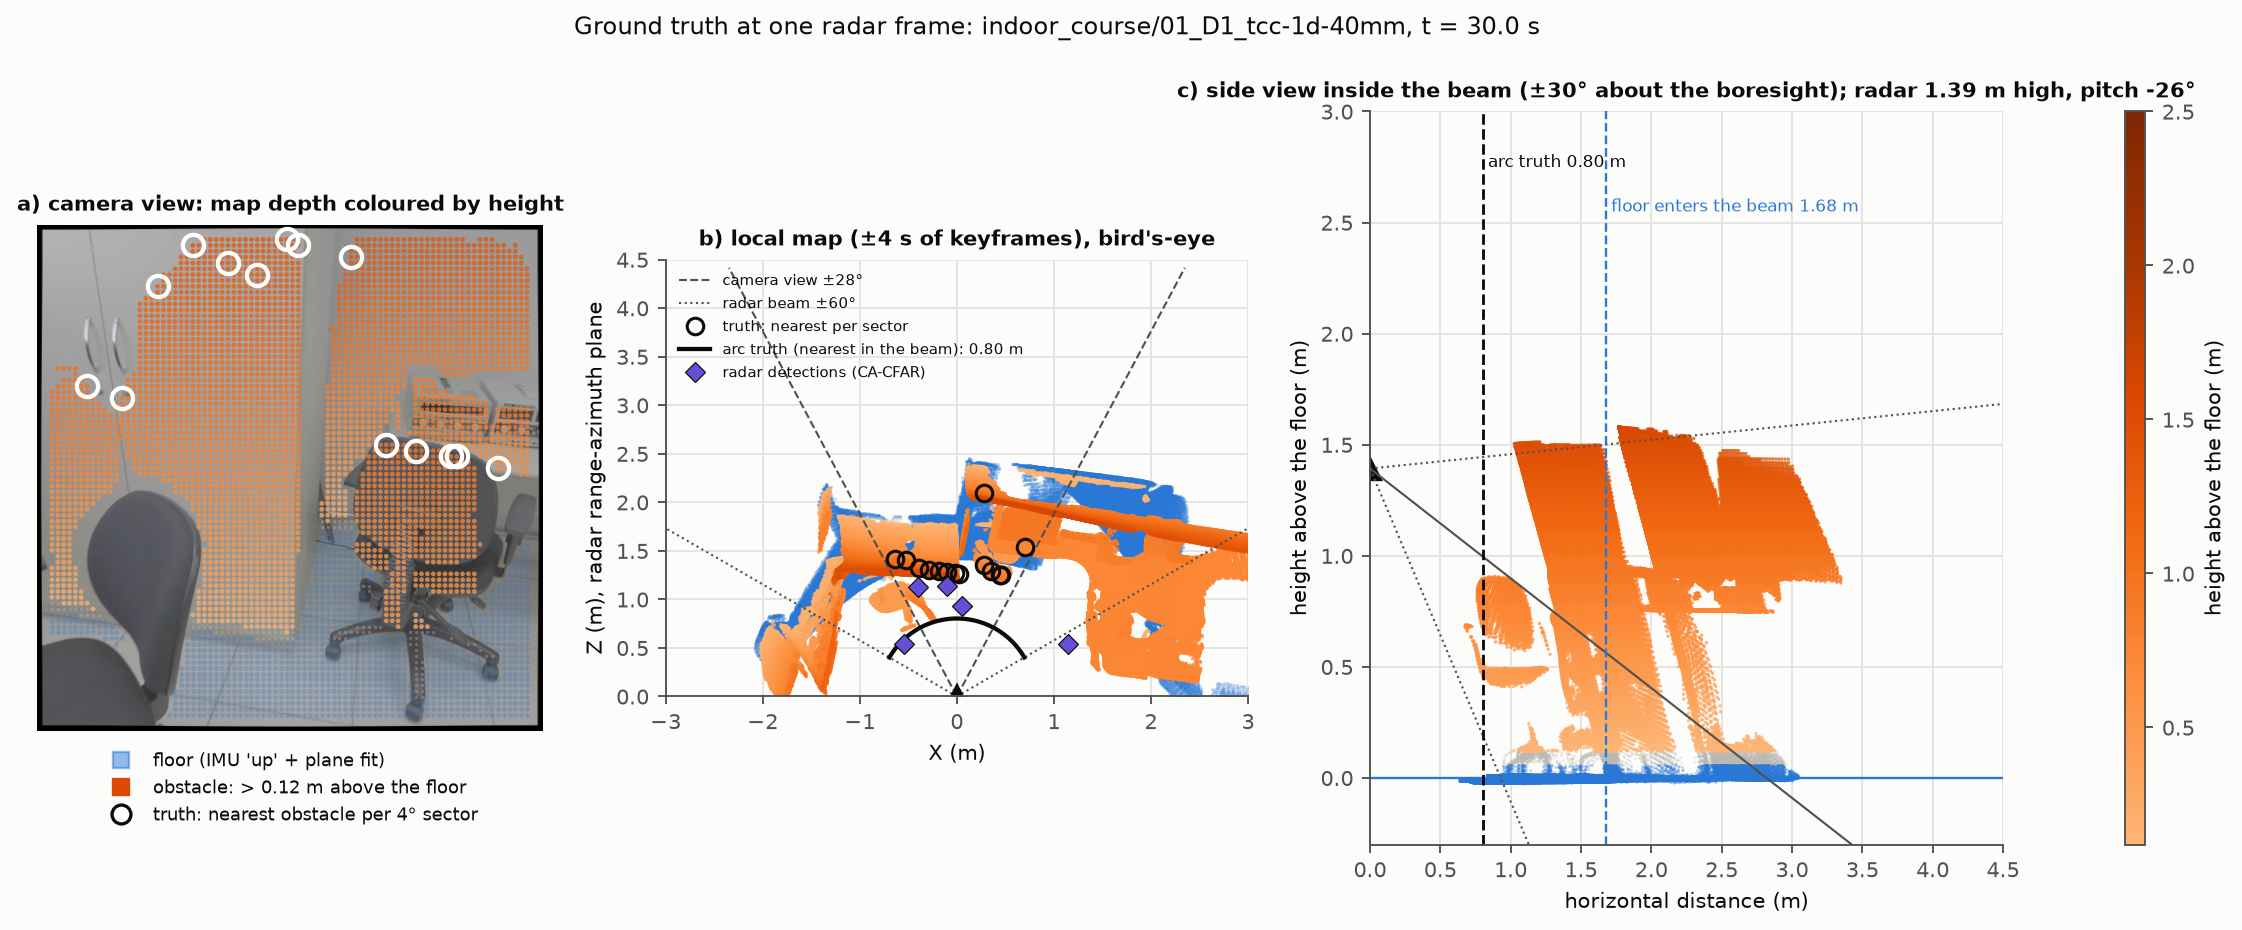 Ground truth at one radar frame: indoor_course/01_D1_tcc-1d-40mm, t = 30.0 s
a) camera view: map depth coloured by height
floor (IMU 'up' + plane fit)
obstacle: > 0.12 m above the floor
truth: nearest obstacle per 4° sector
b) local map (±4 s of keyframes), bird's-eye
camera view ±28°
radar beam ±60°
truth: nearest per sector
arc truth (nearest in the beam): 0.80 m
radar detections (CA-CFAR)
Z (m), radar range-azimuth plane
4.5
4.0
3.5
3.0
2.5
2.0
1.5
1.0
0.5
0.0
−3
−2
−1
0
1
2
3
X (m)
c) side view inside the beam (±30° about the boresight); radar 1.39 m high, pitch -26°
arc truth 0.80 m
floor enters the beam 1.68 m
height above the floor (m)
3.0
2.5
2.0
1.5
1.0
0.5
0.0
0.0
0.5
1.0
1.5
2.0
2.5
3.0
3.5
4.0
4.5
horizontal distance (m)
2.5
2.0
1.5
1.0
0.5
height above the floor (m)